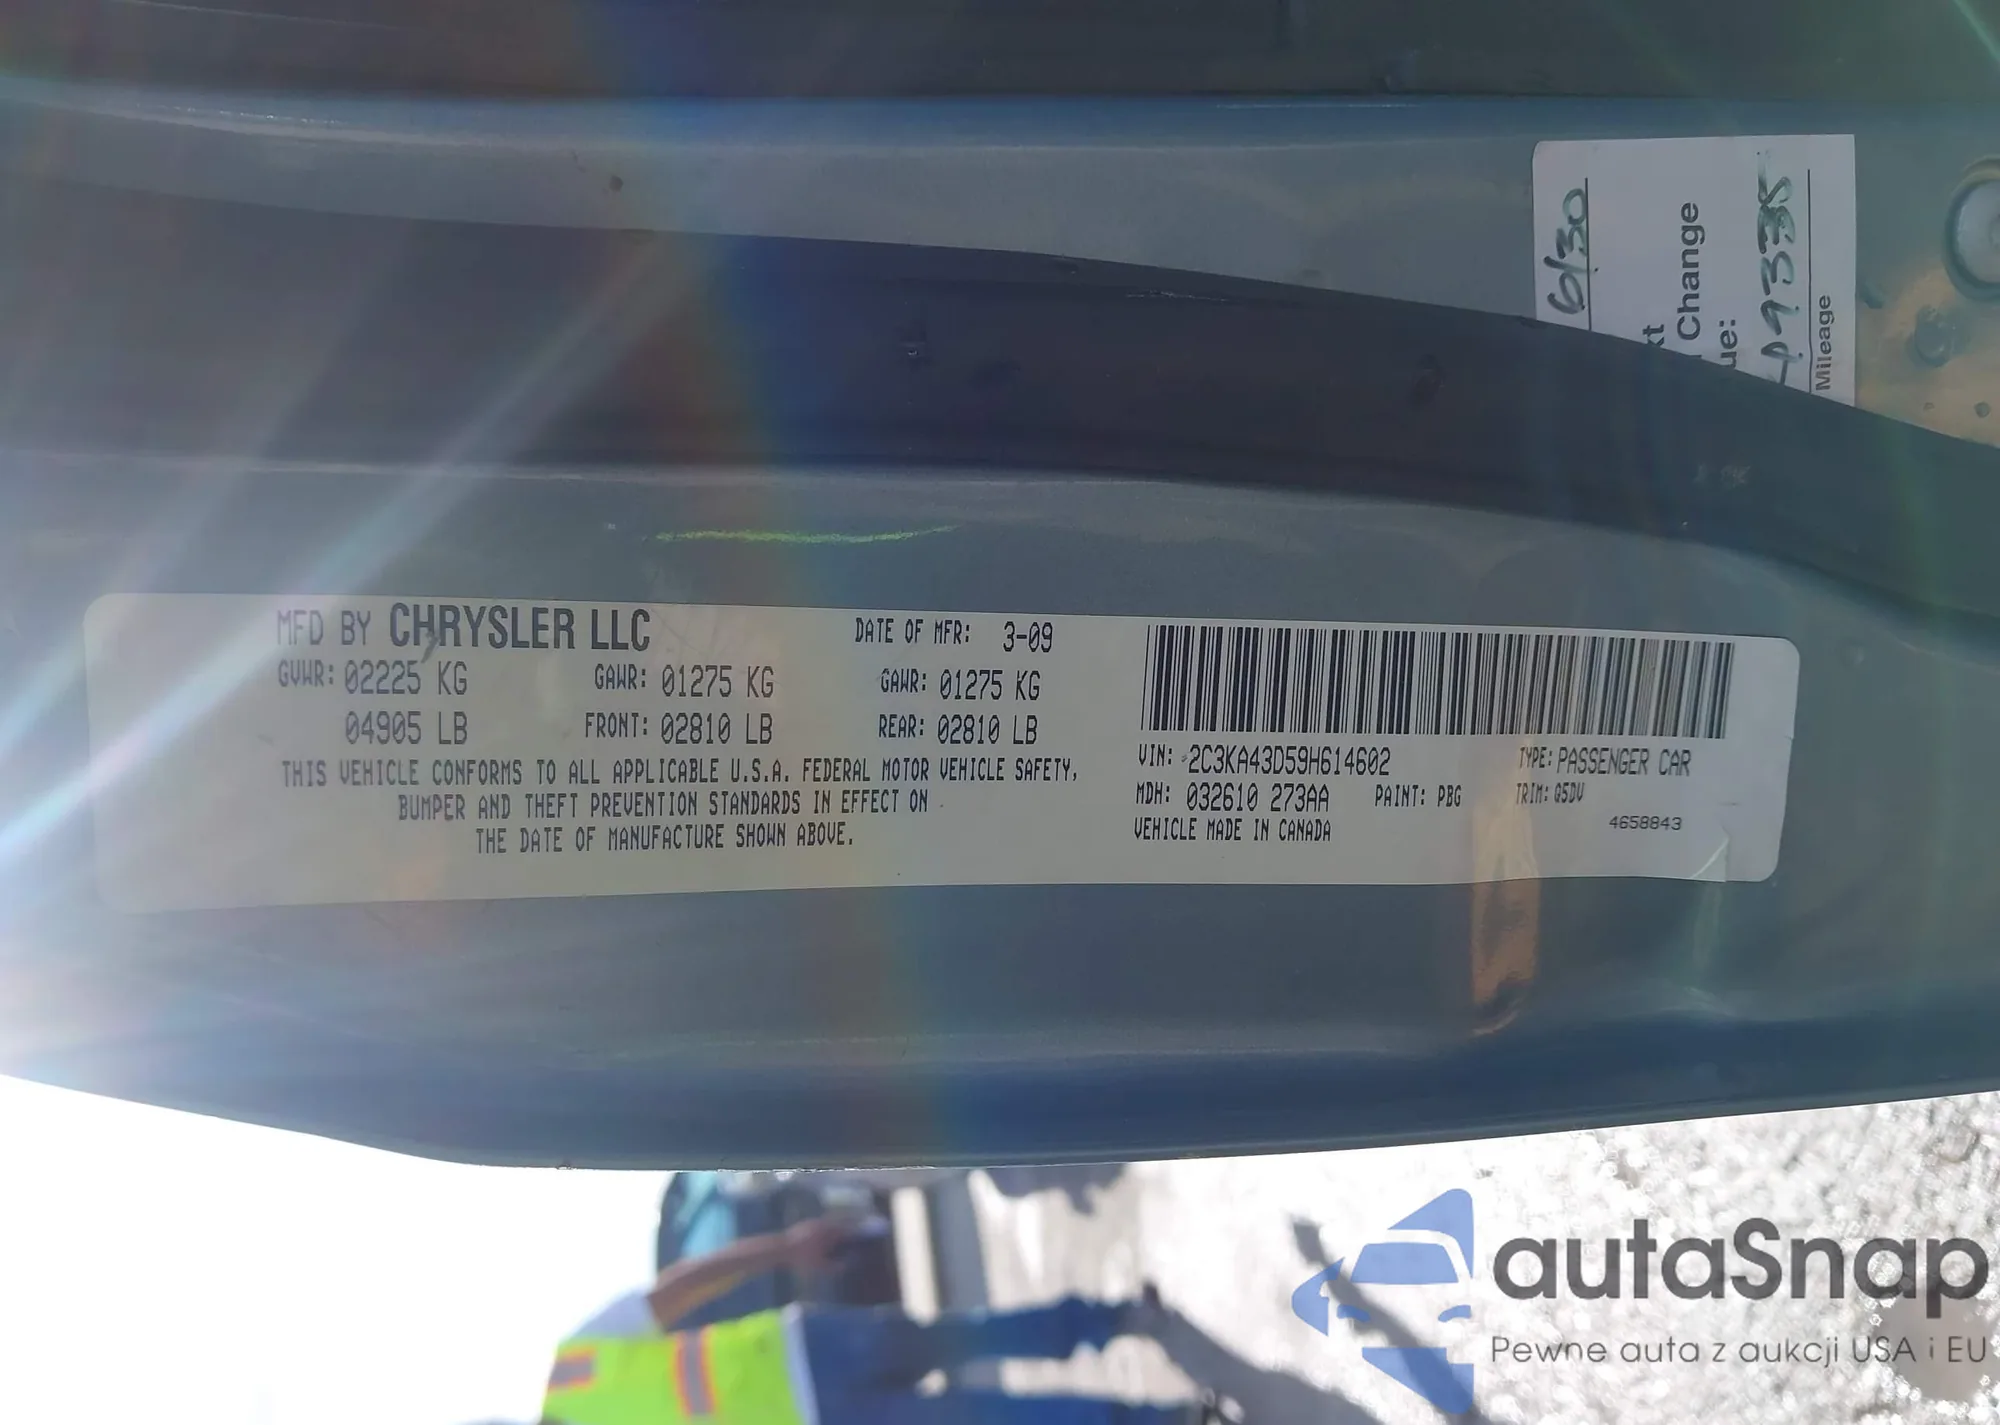 6/30
Change
ue:
Mileage
MFD BY CHRYSLER LLC
DATE OF MFR: 3-09
GVWR: 02225 KG
GAWR: 01275 KG
GAWR: 01275 KG
04905 LB
FRONT: 02810 LB
REAR: 02810 LB
THIS VEHICLE CONFORMS TO ALL APPLICABLE U.S.A. FEDERAL MOTOR VEHICLE SAFETY,
BUMPER AND THEFT PREVENTION STANDARDS IN EFFECT ON
THE DATE OF MANUFACTURE SHOWN ABOVE.
VIN: 2C3KA43D59H614602
TYPE: PASSENGER CAR
MDH: 032610 273AA
PAINT: PBG
TRIM: Q5DV
VEHICLE MADE IN CANADA
4658843
autaSnap
Pewne auta z aukcji USA i EU